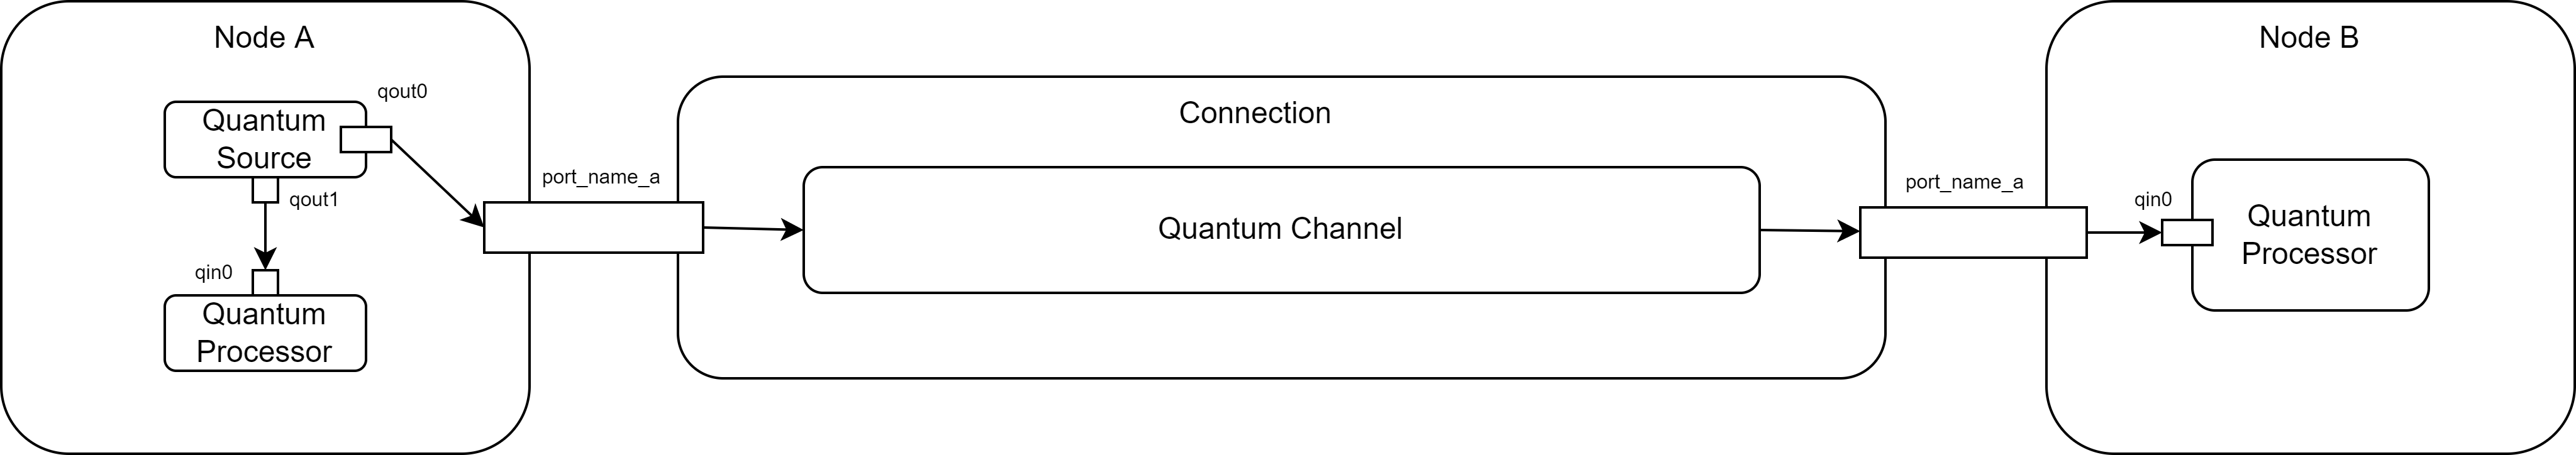 Node A
qout0
Quantum
Source
qout1
qin0
Quantum
Processor
port_name_a
Connection
Quantum Channel
port_name_a
Node B
qin0
Quantum
Processor